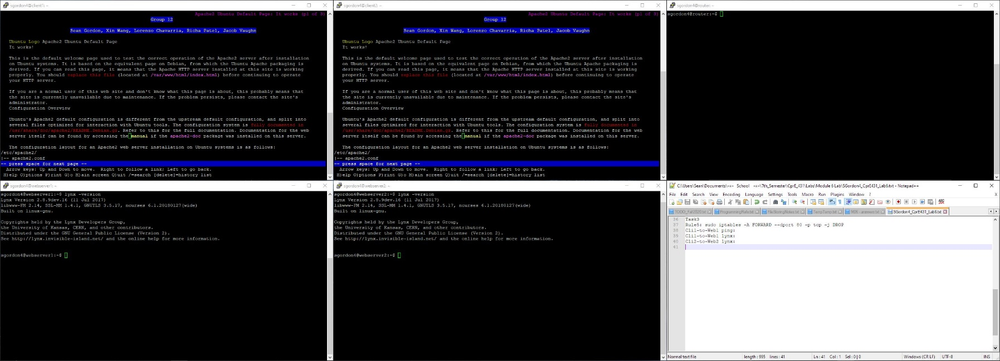 sgordon4@client1: ~
Apache2 Ubuntu Default Page: It works (p1 of 3)
Group 12
Sean Gordon, Xin Wang, Lorenzo Chavarria, Richa Patel, Jacob Vaughn
Ubuntu Logo Apache2 Ubuntu Default Page
It works!
This is the default welcome page used to test the correct operation of the Apache2 server after installation
on Ubuntu systems. It is based on the equivalent page on Debian, from which the Ubuntu Apache packaging is
derived. If you can read this page, it means that the Apache HTTP server installed at this site is working
properly. You should replace this file (located at /var/www/html/index.html) before continuing to operate
your HTTP server.
If you are a normal user of this web site and don't know what this page is about, this probably means that
the site is currently unavailable due to maintenance. If the problem persists, please contact the site's
administrator.
Configuration Overview
Ubuntu's Apache2 default configuration is different from the upstream default configuration, and split into
several files optimized for interaction with Ubuntu tools. The configuration system is fully documented in
/usr/share/doc/apache2/README.Debian.gz. Refer to this for the full documentation. Documentation for the web
server itself can be found by accessing the manual if the apache2-doc package was installed on this server.
The configuration layout for an Apache2 web server installation on Ubuntu systems is as follows:
/etc/apache2/
|-- apache2.conf
-- press space for next page --
Arrow keys: Up and Down to move. Right to follow a link; Left to go back.
H)elp O)ptions P)rint G)o M)ain screen Q)uit /=search [delete]=history list
sgordon4@client2: ~
Apache2 Ubuntu Default Page: It works (p1 of 3)
Group 12
Sean Gordon, Xin Wang, Lorenzo Chavarria, Richa Patel, Jacob Vaughn
Ubuntu Logo Apache2 Ubuntu Default Page
It works!
This is the default welcome page used to test the correct operation of the Apache2 server after installation
on Ubuntu systems. It is based on the equivalent page on Debian, from which the Ubuntu Apache packaging is
derived. If you can read this page, it means that the Apache HTTP server installed at this site is working
properly. You should replace this file (located at /var/www/html/index.html) before continuing to operate
your HTTP server.
If you are a normal user of this web site and don't know what this page is about, this probably means that
the site is currently unavailable due to maintenance. If the problem persists, please contact the site's
administrator.
Configuration Overview
Ubuntu's Apache2 default configuration is different from the upstream default configuration, and split into
several files optimized for interaction with Ubuntu tools. The configuration system is fully documented in
/usr/share/doc/apache2/README.Debian.gz. Refer to this for the full documentation. Documentation for the web
server itself can be found by accessing the manual if the apache2-doc package was installed on this server.
The configuration layout for an Apache2 web server installation on Ubuntu systems is as follows:
/etc/apache2/
|-- apache2.conf
-- press space for next page --
Arrow keys: Up and Down to move. Right to follow a link; Left to go back.
H)elp O)ptions P)rint G)o M)ain screen Q)uit /=search [delete]=history list
sgordon4@router: ~
sgordon4@router:~$
sgordon4@webserver1: ~
sgordon4@webserver1:~$ lynx -version
Lynx Version 2.8.9dev.16 (11 Jul 2017)
libwww-FM 2.14, SSL-MM 1.4.1, GNUTLS 3.5.17, ncurses 6.1.20180127(wide)
Built on linux-gnu.
Copyrights held by the Lynx Developers Group,
the University of Kansas, CERN, and other contributors.
Distributed under the GNU General Public License (Version 2).
See http://lynx.invisible-island.net/ and the online help for more information.
sgordon4@webserver1:~$
sgordon4@webserver2: ~
sgordon4@webserver2:~$ lynx -version
Lynx Version 2.8.9dev.16 (11 Jul 2017)
libwww-FM 2.14, SSL-MM 1.4.1, GNUTLS 3.5.17, ncurses 6.1.20180127(wide)
Built on linux-gnu.
Copyrights held by the Lynx Developers Group,
the University of Kansas, CERN, and other contributors.
Distributed under the GNU General Public License (Version 2).
See http://lynx.invisible-island.net/ and the online help for more information.
sgordon4@webserver2:~$
C:\Users\Sean\Documents\-=- School -=-\7th_Semester\CprE_431\Labs\Module 6 Lab\SGordon4_CprE431_Lab6.txt - Notepad++
File Edit Search View Encoding Language Settings Tools Macro Run Plugins Window ? X
TODO_Fall2020.txt ProgrammingRefs.txt FileStoringNotes.txt TempTemp.txt M06 - answers.txt SGordon4_CprE431_Lab6.txt
36 Task3
37 Rule5: sudo iptables -A FORWARD --dport 80 -p tcp -j DROP
38 Cli1-to-Web1 ping:
39 Cli1-to-Web1 lynx:
40 Cli2-to-Web2 lynx:
41
Normal text file length : 995 lines : 41 Ln : 41 Col : 1 Sel : 0 | 0 Windows (CR LF) UTF-8 INS